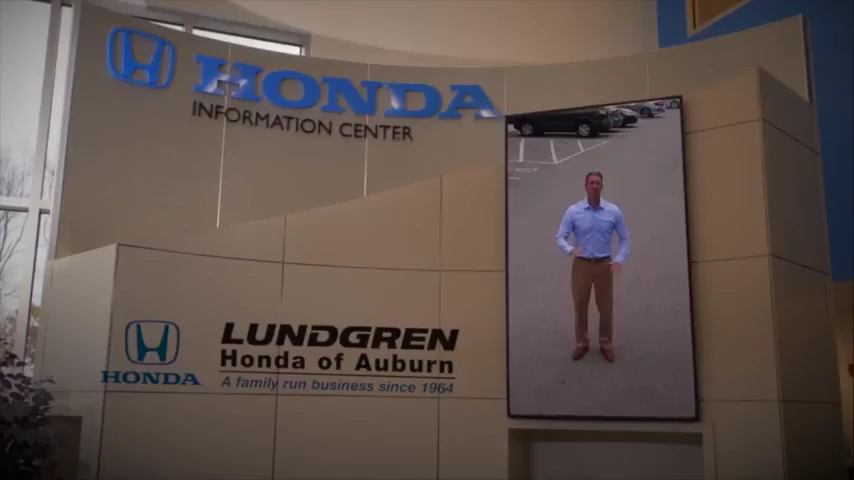 HONDA
INFORMATION CENTER
LUNDGREN
HONDA
Honda of Auburn
A family run business since 1964